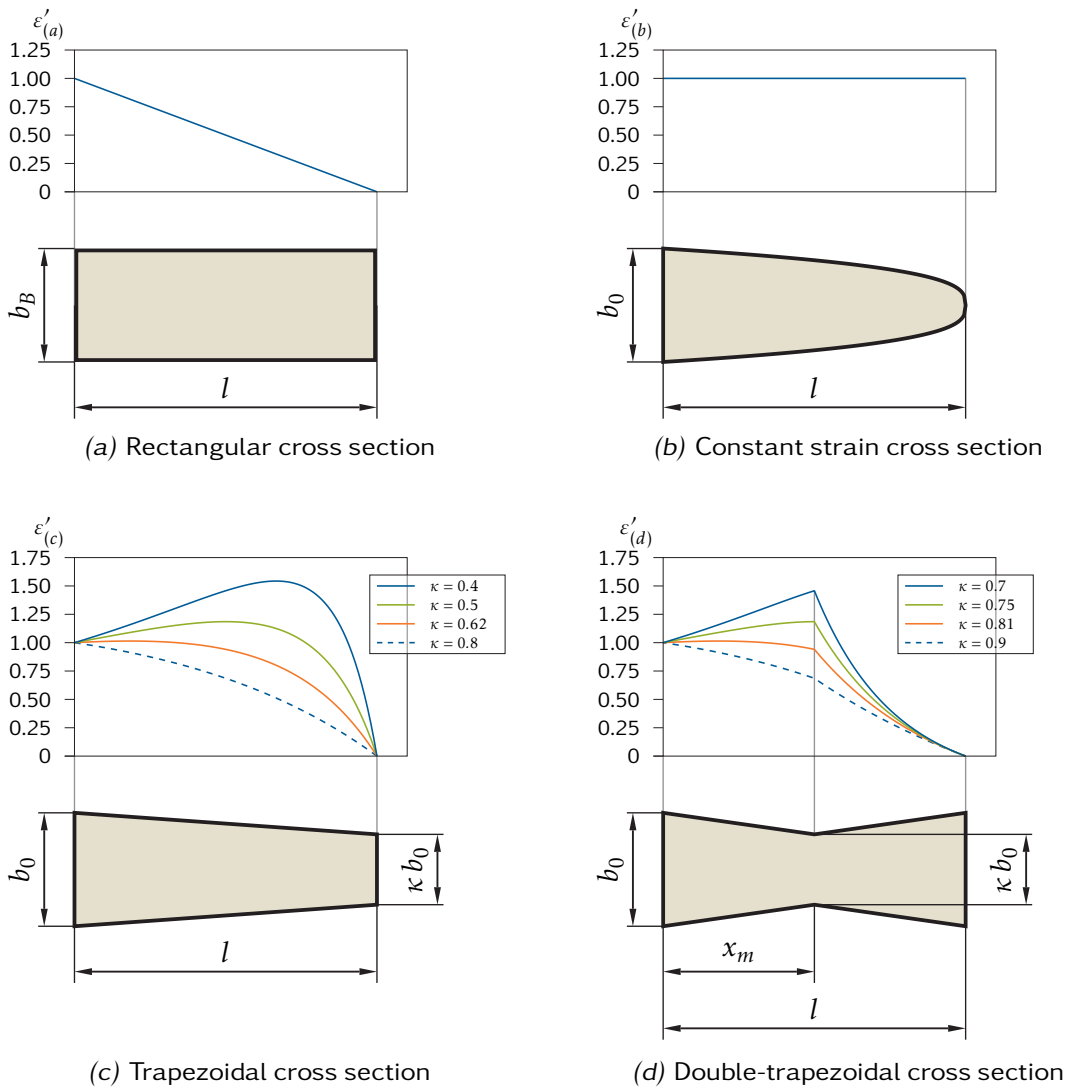 ε′(a)
1.25
1.00
0.75
0.50
0.25
0
b_B
l
(a) Rectangular cross section
ε′(b)
1.25
1.00
0.75
0.50
0.25
0
b_0
l
(b) Constant strain cross section
ε′(c)
1.75
1.50
1.25
1.00
0.75
0.50
0.25
0
κ = 0.4
κ = 0.5
κ = 0.62
κ = 0.8
b_0
κ b_0
l
(c) Trapezoidal cross section
ε′(d)
1.75
1.50
1.25
1.00
0.75
0.50
0.25
0
κ = 0.7
κ = 0.75
κ = 0.81
κ = 0.9
b_0
κ b_0
x_m
l
(d) Double-trapezoidal cross section